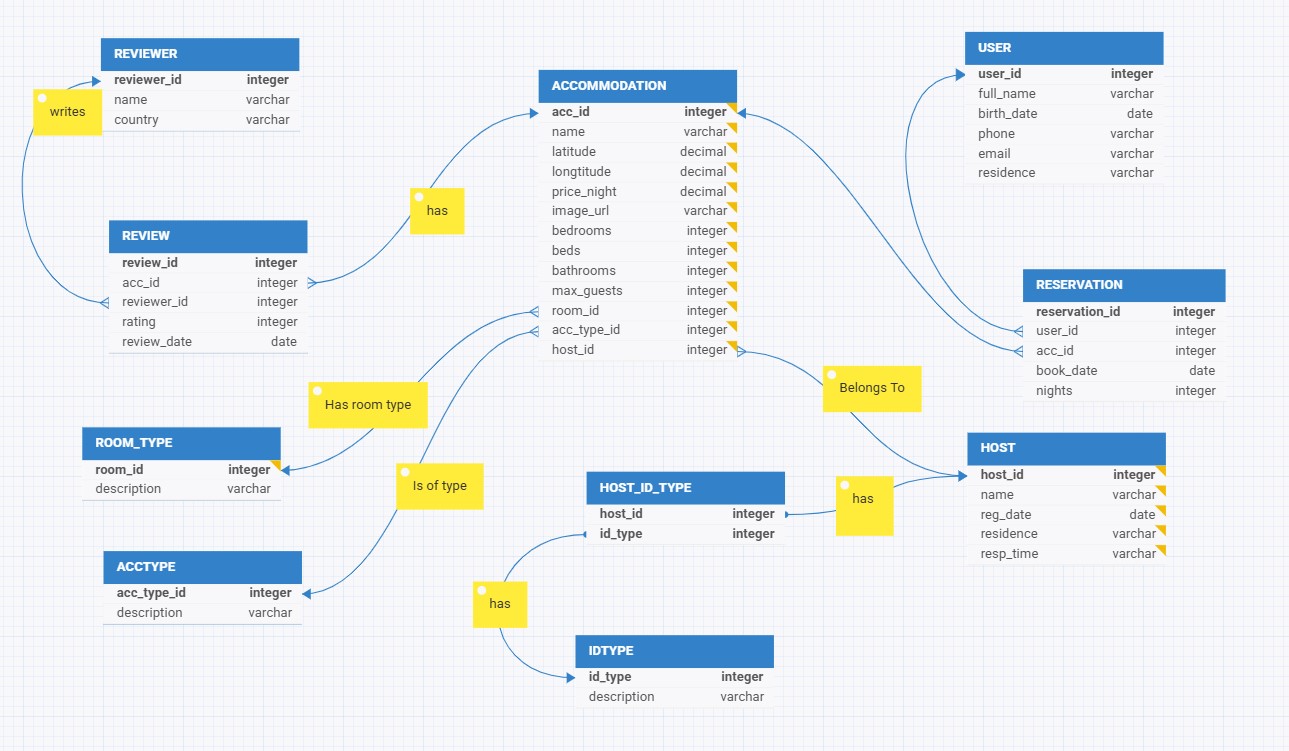 REVIEWER
reviewer_id integer
name varchar
country varchar
writes
REVIEW
review_id integer
acc_id integer
reviewer_id integer
rating integer
review_date date
has
ACCOMMODATION
acc_id integer
name varchar
latitude decimal
longtitude decimal
price_night decimal
image_url varchar
bedrooms integer
beds integer
bathrooms integer
max_guests integer
room_id integer
acc_type_id integer
host_id integer
USER
user_id integer
full_name varchar
birth_date date
phone varchar
email varchar
residence varchar
RESERVATION
reservation_id integer
user_id integer
acc_id integer
book_date date
nights integer
Has room type
Belongs To
ROOM_TYPE
room_id integer
description varchar
Is of type
HOST_ID_TYPE
host_id integer
id_type integer
has
HOST
host_id integer
name varchar
reg_date date
residence varchar
resp_time varchar
ACCTYPE
acc_type_id integer
description varchar
has
IDTYPE
id_type integer
description varchar